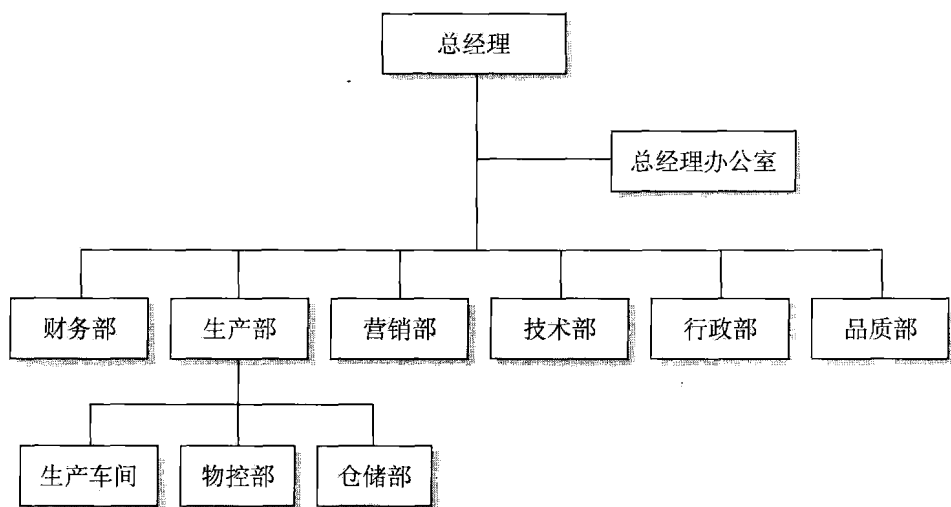 总经理
总经理办公室
财务部
生产部
营销部
技术部
行政部
品质部
生产车间
物控部
仓储部